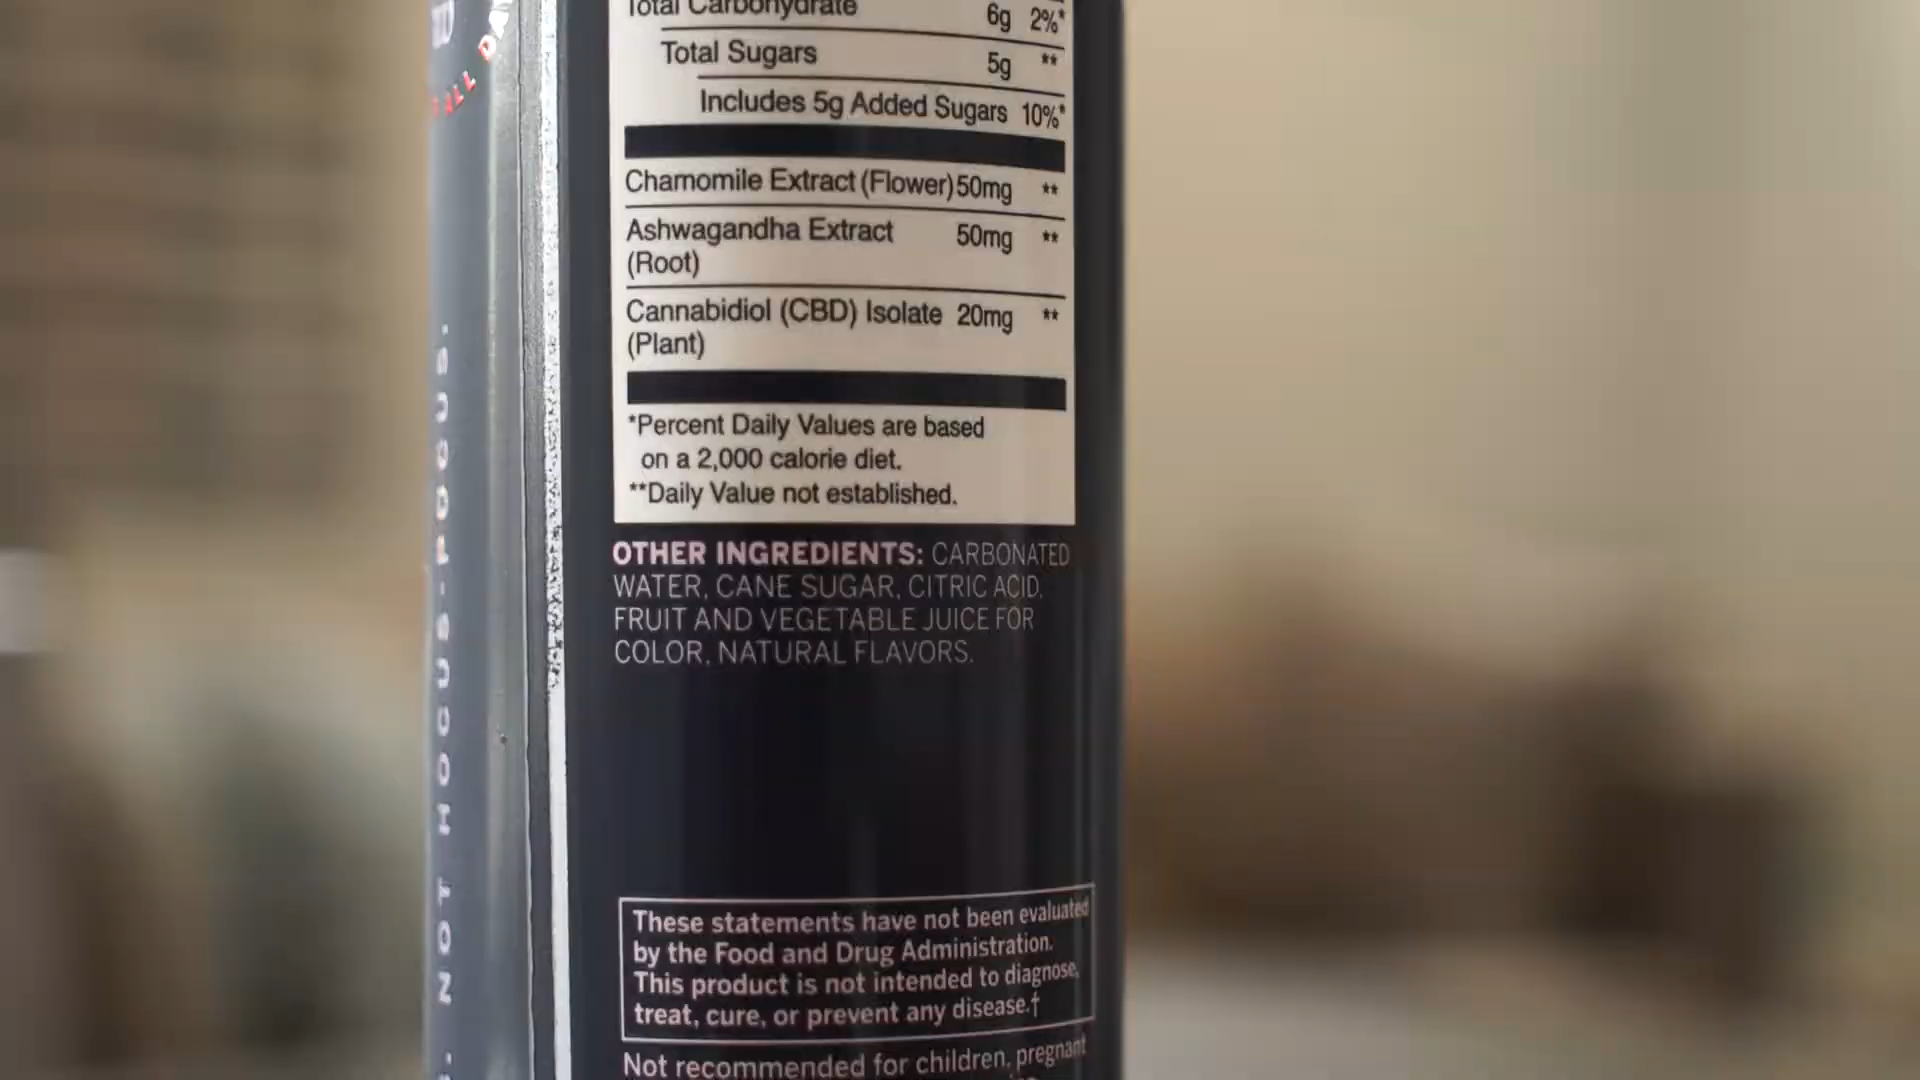 Total Carbohydrate 6g 2%*
Total Sugars 5g **
Includes 5g Added Sugars 10%*
Chamomile Extract (Flower) 50mg **
Ashwagandha Extract 50mg **
(Root)
Cannabidiol (CBD) Isolate 20mg **
(Plant)
*Percent Daily Values are based
on a 2,000 calorie diet.
**Daily Value not established.
OTHER INGREDIENTS: CARBONATED
WATER, CANE SUGAR, CITRIC ACID,
FRUIT AND VEGETABLE JUICE FOR
COLOR, NATURAL FLAVORS.
These statements have not been evaluated
by the Food and Drug Administration.
This product is not intended to diagnose,
treat, cure, or prevent any disease.†
Not recommended for children, pregnant
ALL
NOT HOCUS-POCUS.